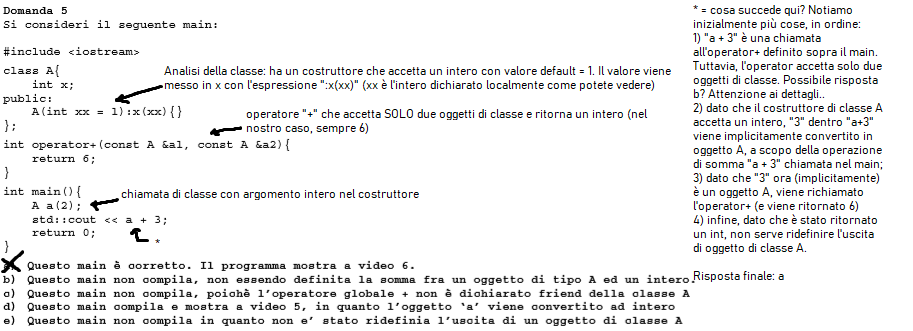 Domanda 5
Si consideri il seguente main:
#include <iostream>
class A{
int x;
public:
A(int xx = 1):x(xx){}
};
int operator+(const A &a1, const A &a2){
return 6;
}
int main(){
A a(2);
std::cout << a + 3;
return 0;
}
Analisi della classe: ha un costruttore che accetta un intero con valore default = 1. Il valore viene
messo in x con l'espressione ":x(xx)" (xx è l'intero dichiarato localmente come potete vedere)
operatore "+" che accetta SOLO due oggetti di classe e ritorna un intero (nel
nostro caso, sempre 6)
chiamata di classe con argomento intero nel costruttore
*
a) Questo main è corretto. Il programma mostra a video 6.
b) Questo main non compila, non essendo definita la somma fra un oggetto di tipo A ed un intero.
c) Questo main non compila, poichè l'operatore globale + non è dichiarato friend della classe A
d) Questo main compila e mostra a video 5, in quanto l'oggetto ‘a’ viene convertito ad intero
e) Questo main non compila in quanto non e’ stato ridefinia l'uscita di un oggetto di classe A
* = cosa succede qui? Notiamo
inizialmente più cose, in ordine:
1) "a + 3" è una chiamata
all'operator+ definito sopra il main.
Tuttavia, l'operator accetta solo due
oggetti di classe. Possibile risposta
b? Attenzione ai dettagli..
2) dato che il costruttore di classe A
accetta un intero, "3" dentro "a+3"
viene implicitamente convertito in
oggetto A, a scopo della operazione
di somma "a + 3" chiamata nel main;
3) dato che "3" ora (implicitamente)
è un oggetto A, viene richiamato
l'operator+ (e viene ritornato 6)
4) infine, dato che è stato ritornato
un int, non serve ridefinire l'uscita
di oggetto di classe A.
Risposta finale: a